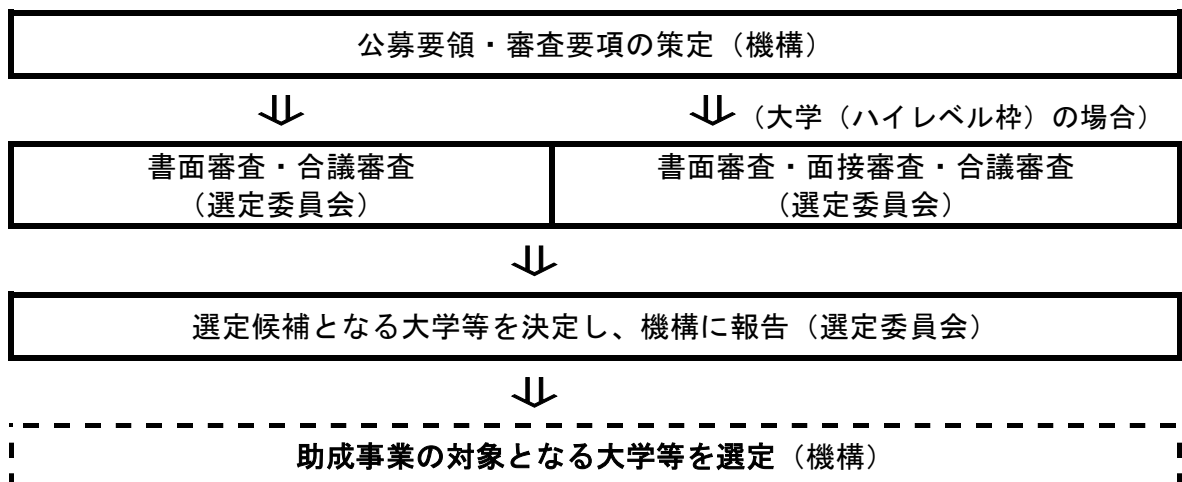 公募要領・審査要項の策定（機構）
⇓
⇓（大学（ハイレベル枠）の場合）
書面審査・合議審査
（選定委員会）
書面審査・面接審査・合議審査
（選定委員会）
⇓
選定候補となる大学等を決定し、機構に報告（選定委員会）
⇓
助成事業の対象となる大学等を選定（機構）